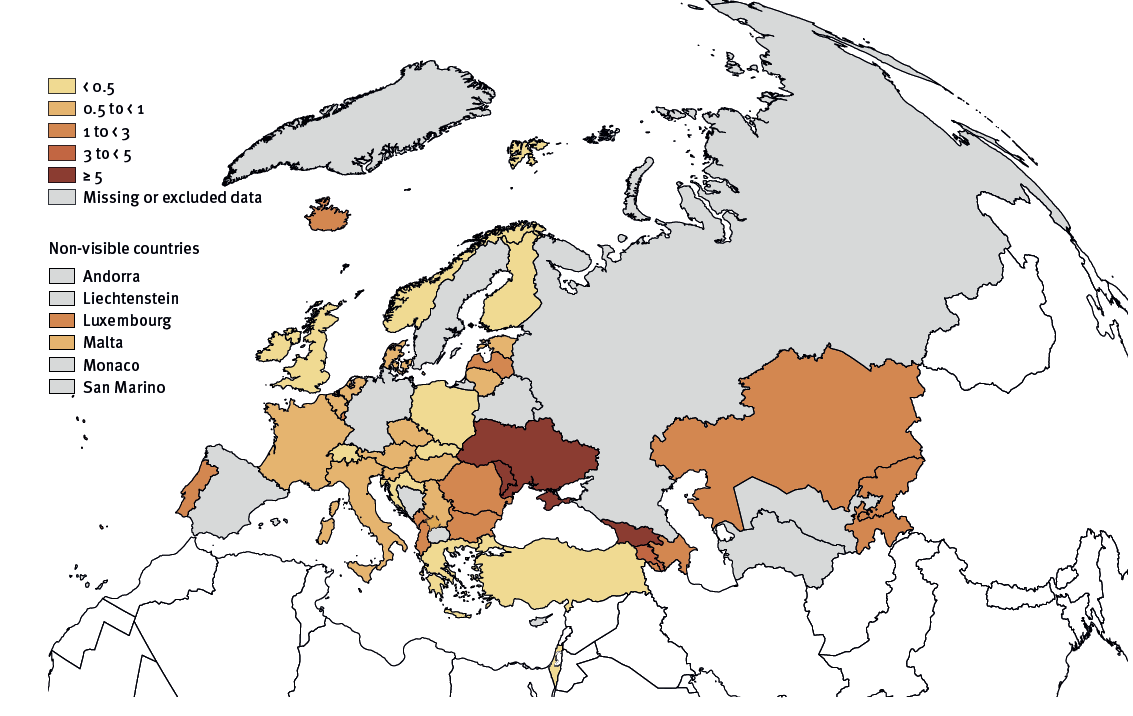 < 0.5
0.5 to < 1
1 to < 3
3 to < 5
≥ 5
Missing or excluded data
Non-visible countries
Andorra
Liechtenstein
Luxembourg
Malta
Monaco
San Marino